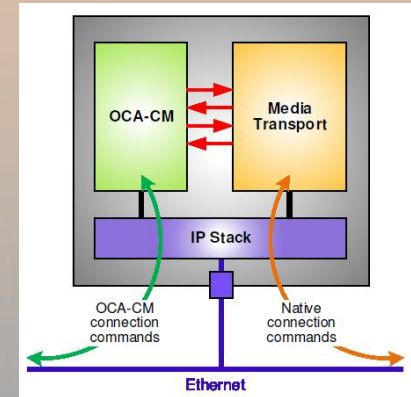 OCA-CM
Media
Transport
IP Stack
OCA-CM
connection
commands
Native
connection
commands
Ethernet